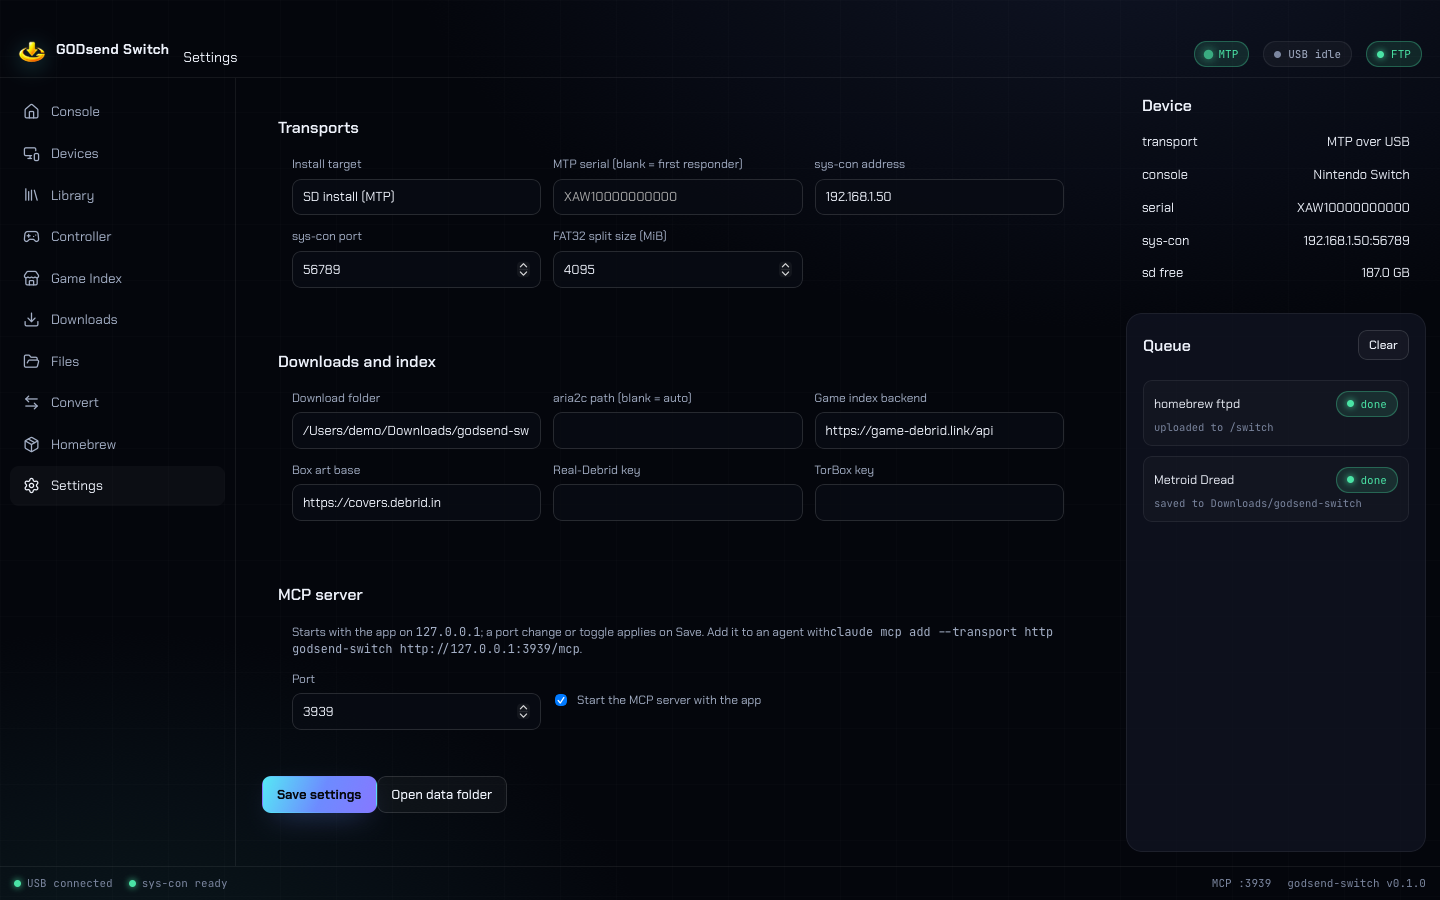 GODsend Switch
Settings
MTP
USB idle
FTP
Console
Devices
Library
Controller
Game Index
Downloads
Files
Convert
Homebrew
Settings
Transports
Install target
MTP serial (blank = first responder)
sys-con address
SD install (MTP)
XAW10000000000
192.168.1.50
sys-con port
FAT32 split size (MiB)
56789
4095
Downloads and index
Download folder
aria2c path (blank = auto)
Game index backend
/Users/demo/Downloads/godsend-sw
https://game-debrid.link/api
Box art base
Real-Debrid key
TorBox key
https://covers.debrid.in
MCP server
Starts with the app on 127.0.0.1; a port change or toggle applies on Save. Add it to an agent withclaude mcp add --transport http
godsend-switch http://127.0.0.1:3939/mcp.
Port
3939
Start the MCP server with the app
Save settings
Open data folder
Device
transport MTP over USB
console Nintendo Switch
serial XAW10000000000
sys-con 192.168.1.50:56789
sd free 187.0 GB
Queue
Clear
homebrew ftpd
done
uploaded to /switch
Metroid Dread
done
saved to Downloads/godsend-switch
USB connected
sys-con ready
MCP :3939
godsend-switch v0.1.0